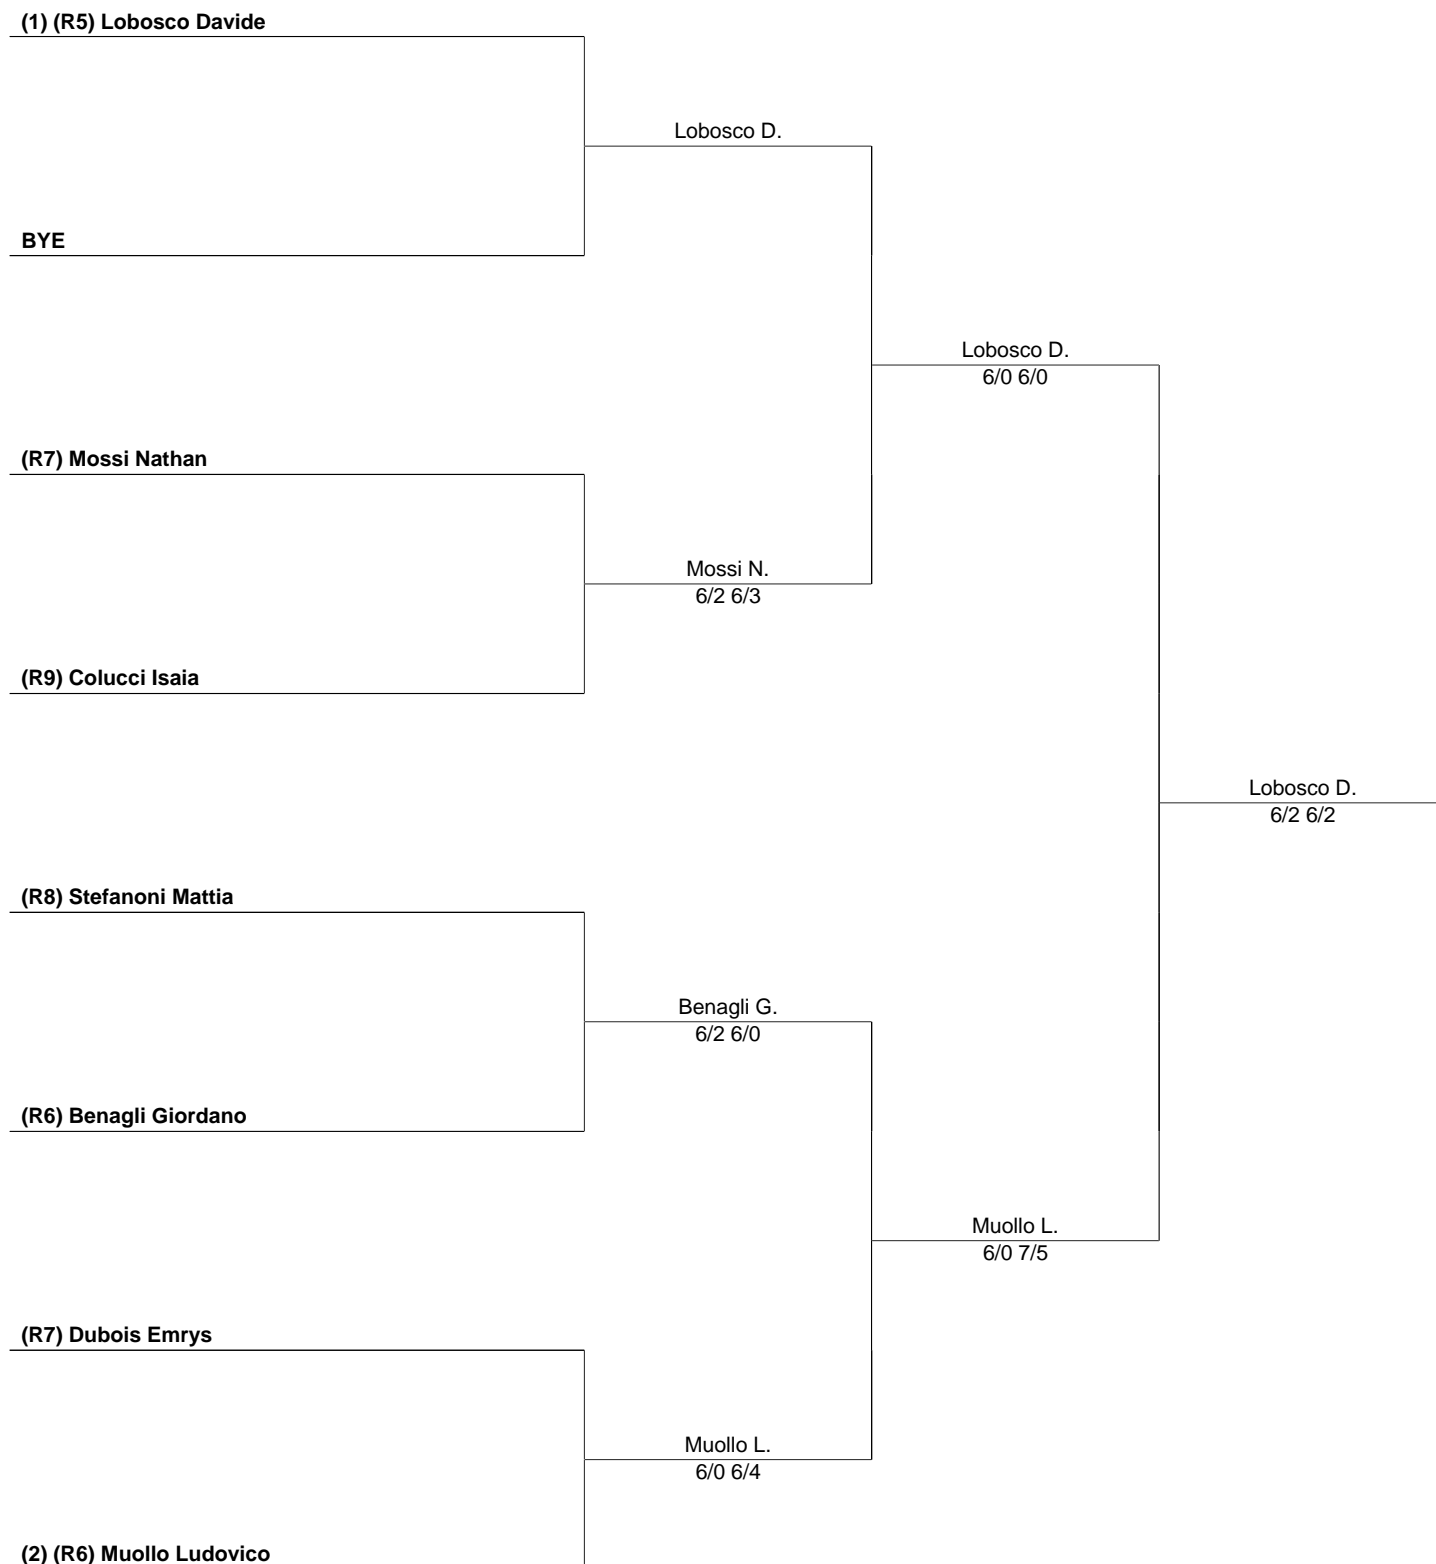 (1) (R5) Lobosco Davide
Lobosco D.
BYE
Lobosco D.
6/0 6/0
(R7) Mossi Nathan
Mossi N.
6/2 6/3
(R9) Colucci Isaia
Lobosco D.
6/2 6/2
(R8) Stefanoni Mattia
Benagli G.
6/2 6/0
(R6) Benagli Giordano
Muollo L.
6/0 7/5
(R7) Dubois Emrys
Muollo L.
6/0 6/4
(2) (R6) Muollo Ludovico